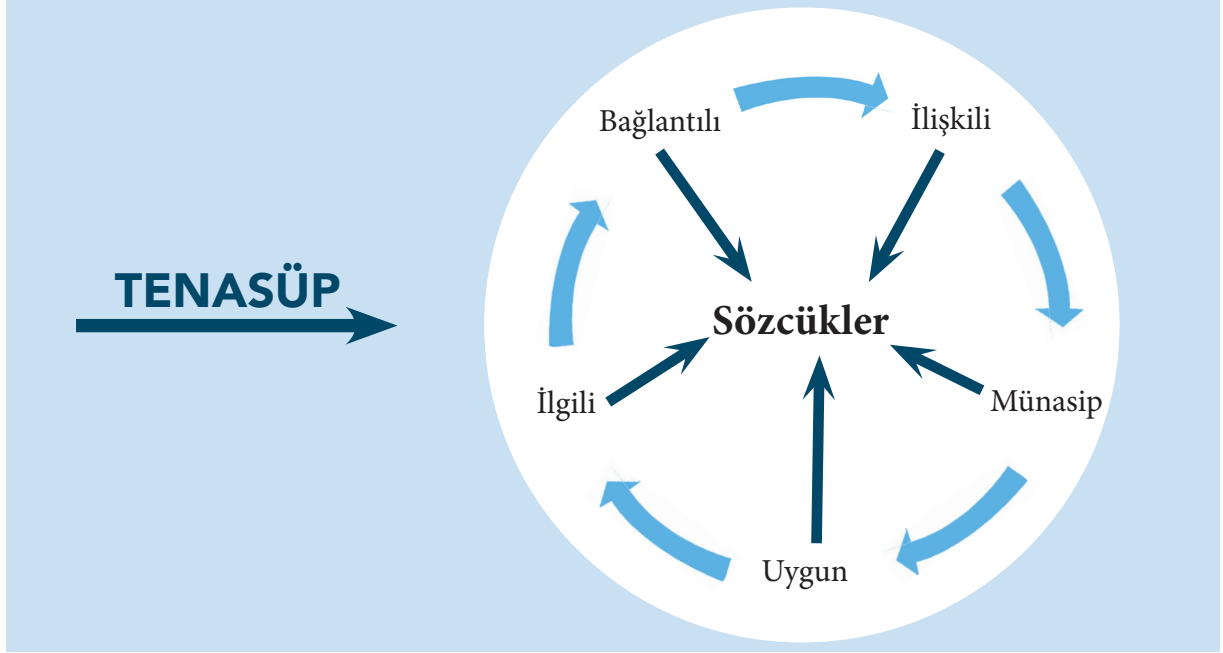 Bağlantılı
İlişkili
TENASÜP
Sözcükler
İlgili
Münasip
Uygun